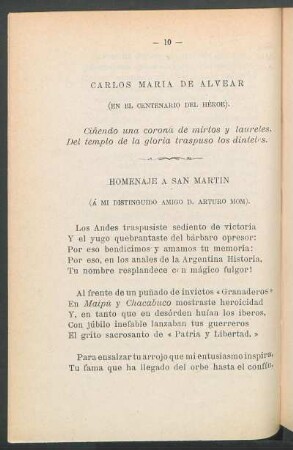 — 10 —
CARLOS MARÍA DE ALVEAR
(EN EL CENTENARIO DEL HÉROE).
Ciñendo una corona de mirtos y laureles.
Del templo de la gloria traspuso los dinteles.
HOMENAJE A SAN MARTIN
(Á MI DISTINGUIDO AMIGO D. ARTURO MOM).
Los Andes traspusiste sediento de victoria
Y el yugo quebrantaste del bárbaro opresor:
Por eso bendicimos y amamos tu memoria:
Por eso, en los anales de la Argentina Historia,
Tu nombre resplandece con mágico fulgor!
Al frente de un puñado de invictos «Granaderos»
En Maipú y Chacabuco mostraste heroicidad
Y, en tanto que en desórden huían los iberos,
Con júbilo inefable lanzaban tus guerreros
El grito sacrosanto de «Patria y Libertad.»
Para ensalzar tu arrojo que mi entusiasmo inspira,
Tu fama que ha llegado del orbe hasta el confín,